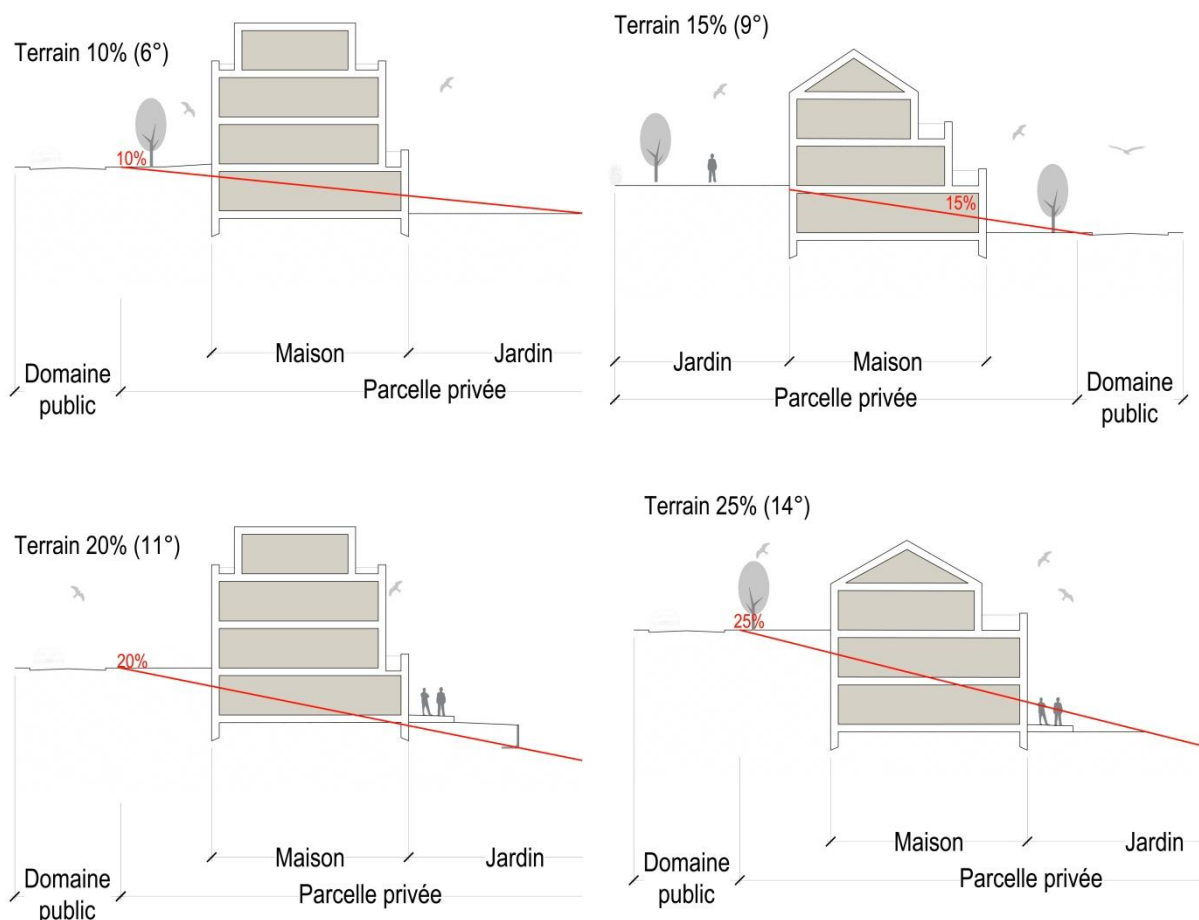 Terrain 10% (6°)
10%
Maison
Jardin
Domaine
public
Parcelle privée
Terrain 15% (9°)
15%
Jardin
Maison
Parcelle privée
Domaine
public
Terrain 20% (11°)
20%
Maison
Jardin
Domaine
public
Parcelle privée
Terrain 25% (14°)
25%
Maison
Jardin
Domaine
public
Parcelle privée